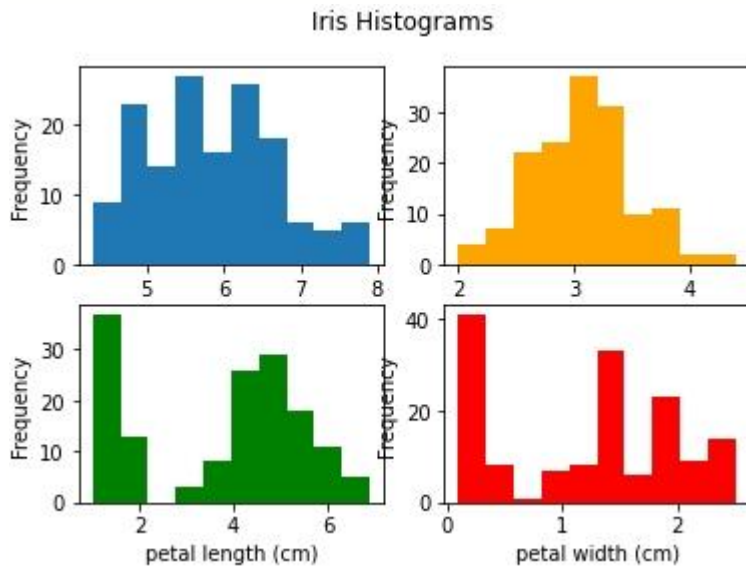 Iris Histograms
Frequency
20
10
0
5 6 7 8
Frequency
30
20
10
0
2 3 4
Frequency
30
20
10
0
2 4 6
petal length (cm)
Frequency
40
20
0
0 1 2
petal width (cm)